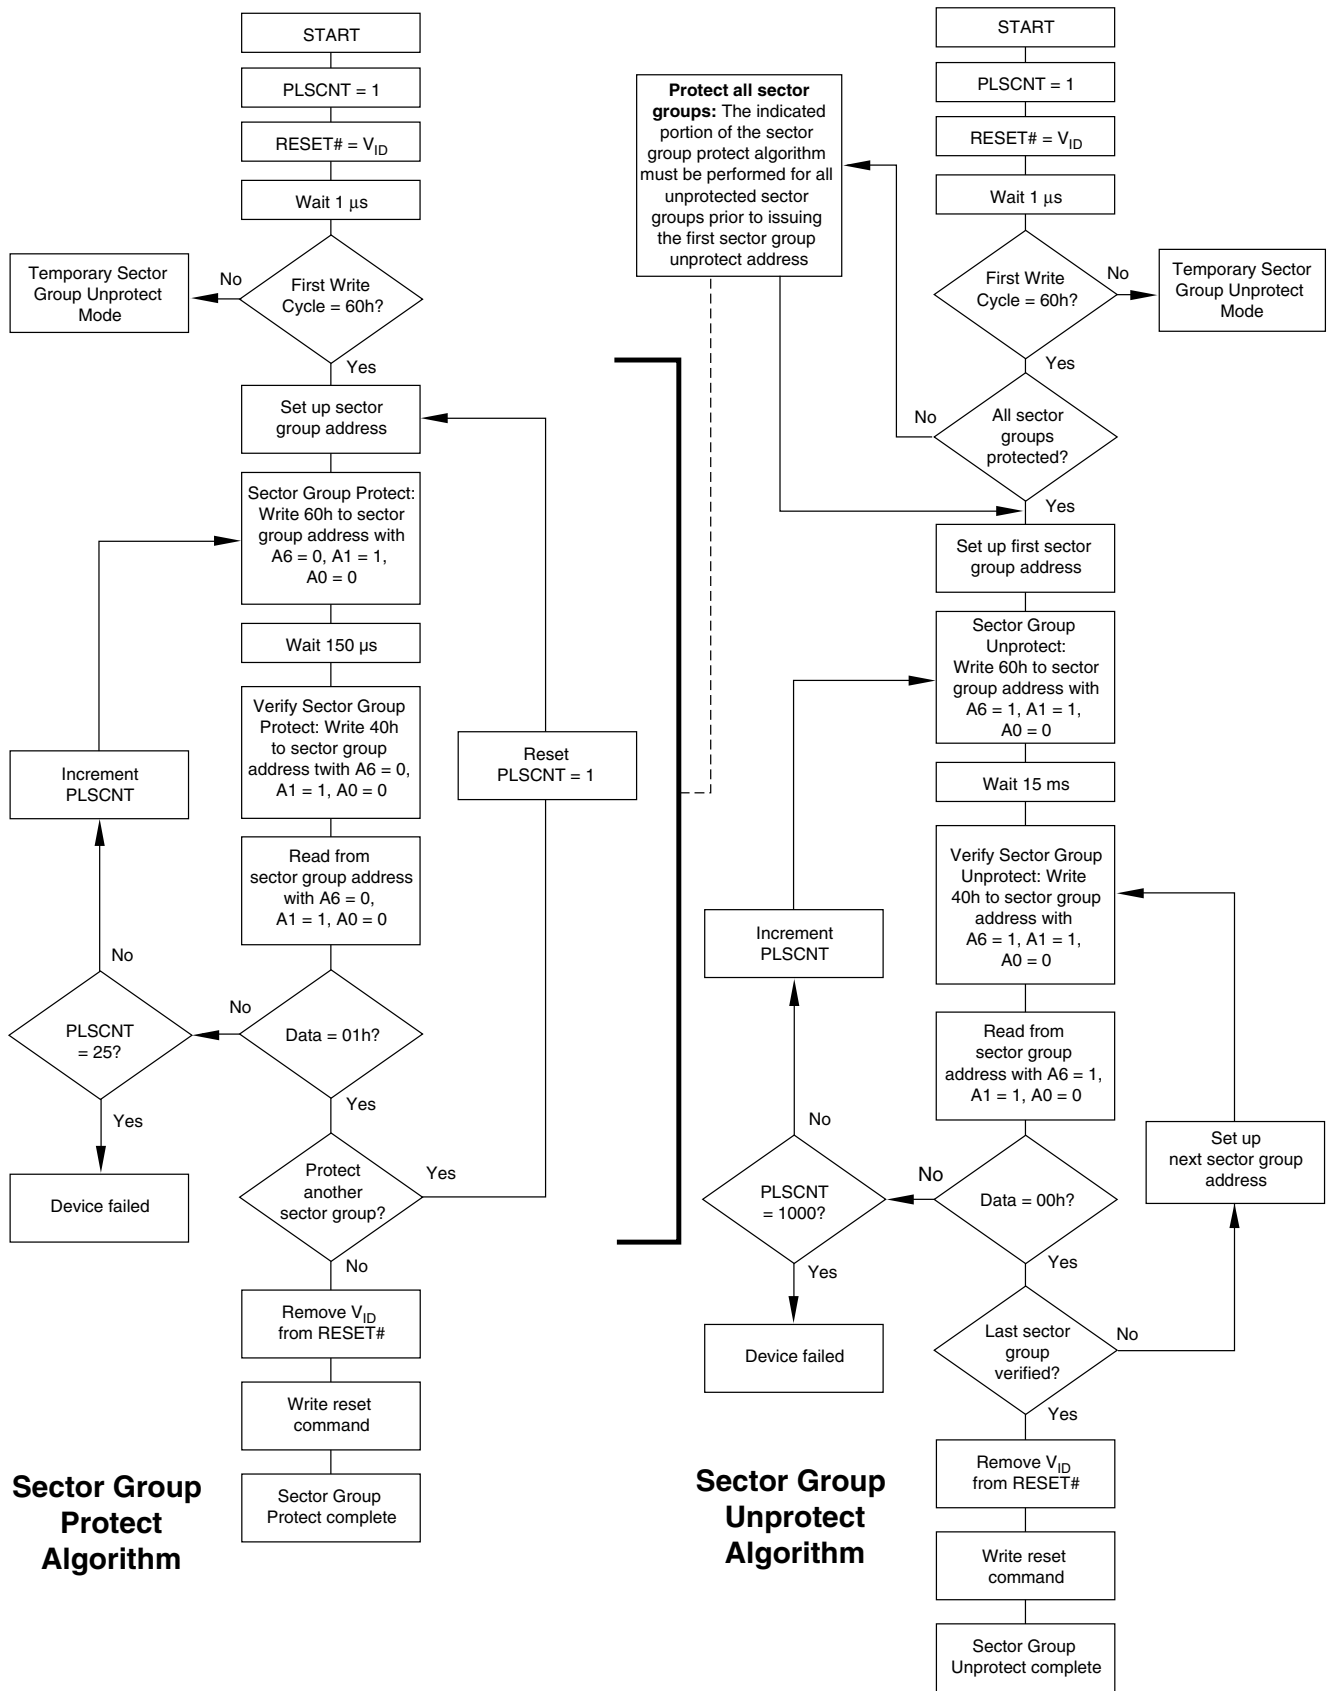 START
PLSCNT = 1
RESET# = VID
Wait 1 μs
First Write
Cycle = 60h?
No
Temporary Sector
Group Unprotect
Mode
Yes
Set up sector
group address
Sector Group Protect:
Write 60h to sector
group address with
A6 = 0, A1 = 1,
A0 = 0
Wait 150 µs
Verify Sector Group
Protect: Write 40h
to sector group
address twith A6 = 0,
A1 = 1, A0 = 0
Reset
PLSCNT = 1
Increment
PLSCNT
Read from
sector group address
with A6 = 0,
A1 = 1, A0 = 0
No
No
PLSCNT
= 25?
Data = 01h?
Yes
Yes
Device failed
Protect
another
sector group?
Yes
No
Remove VID
from RESET#
Write reset
command
Sector Group
Protect complete
Sector Group
Protect
Algorithm
START
PLSCNT = 1
RESET# = VID
Wait 1 μs
Protect all sector
groups: The indicated
portion of the sector
group protect algorithm
must be performed for all
unprotected sector
groups prior to issuing
the first sector group
unprotect address
First Write
Cycle = 60h?
No
Temporary Sector
Group Unprotect
Mode
Yes
No
All sector
groups
protected?
Yes
Set up first sector
group address
Sector Group
Unprotect:
Write 60h to sector
group address with
A6 = 1, A1 = 1,
A0 = 0
Wait 15 ms
Verify Sector Group
Unprotect: Write
40h to sector group
address with
A6 = 1, A1 = 1,
A0 = 0
Increment
PLSCNT
Read from
sector group
address with A6 = 1,
A1 = 1, A0 = 0
No
No
Set up
next sector group
address
PLSCNT
= 1000?
Data = 00h?
Yes
Yes
Device failed
Last sector
group
verified?
No
Yes
Remove VID
from RESET#
Write reset
command
Sector Group
Unprotect complete
Sector Group
Unprotect
Algorithm